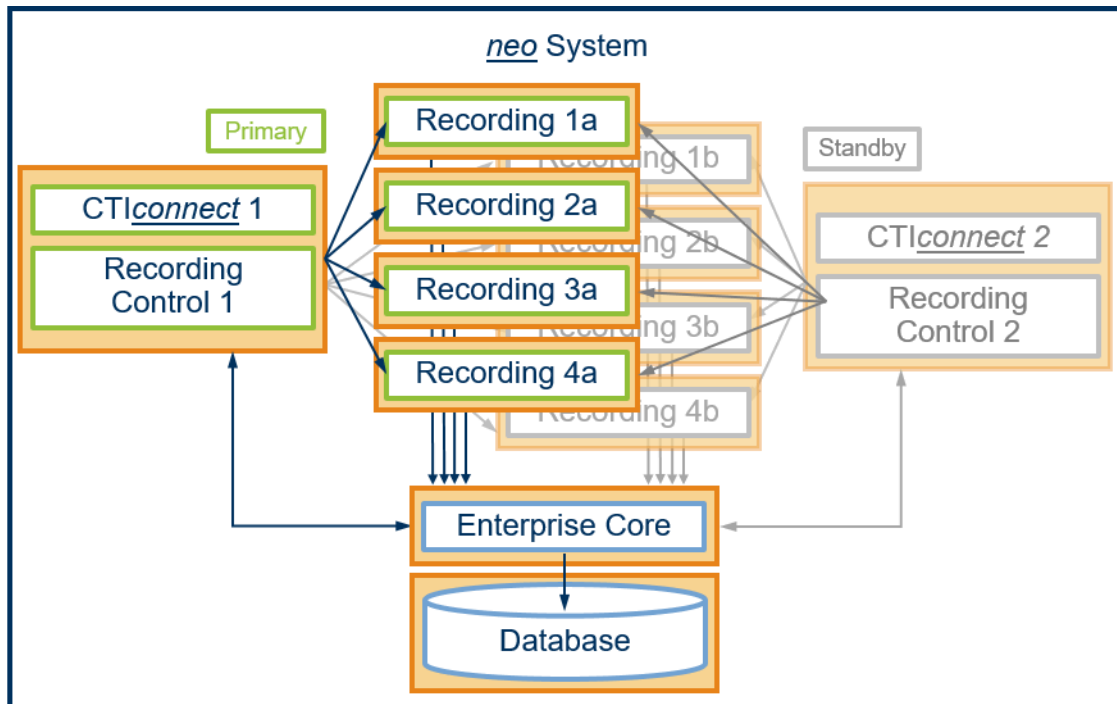 neo System
Primary
Standby
CTIconnect 1
Recording
Control 1
Recording 1a
Recording 2a
Recording 3a
Recording 4a
Recording 1b
Recording 2b
Recording 3b
Recording 4b
CTIconnect 2
Recording
Control 2
Enterprise Core
Database